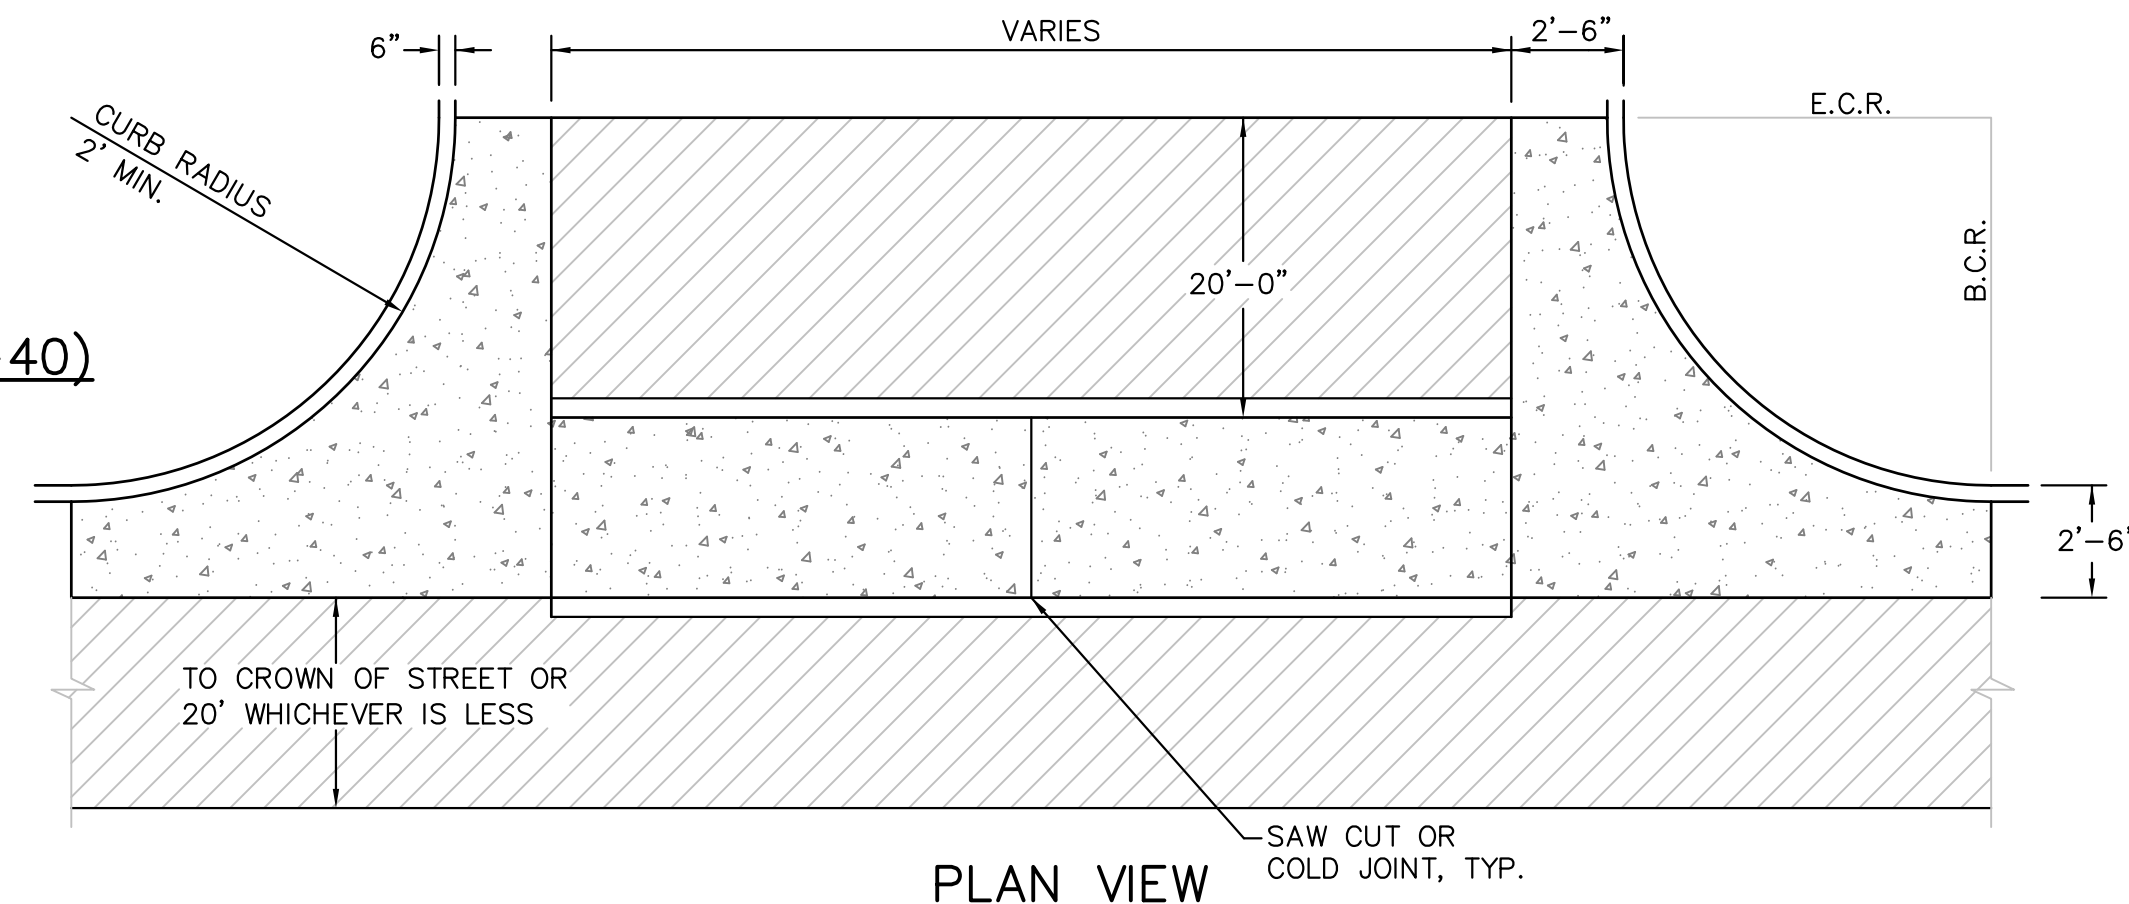 6”
VARIES
2’-6”
E.C.R.
CURB RADIUS
2’ MIN.
B.C.R.
20’-0”
40)
2’-6”
TO CROWN OF STREET OR
20’ WHICHEVER IS LESS
SAW CUT OR
COLD JOINT, TYP.
PLAN VIEW